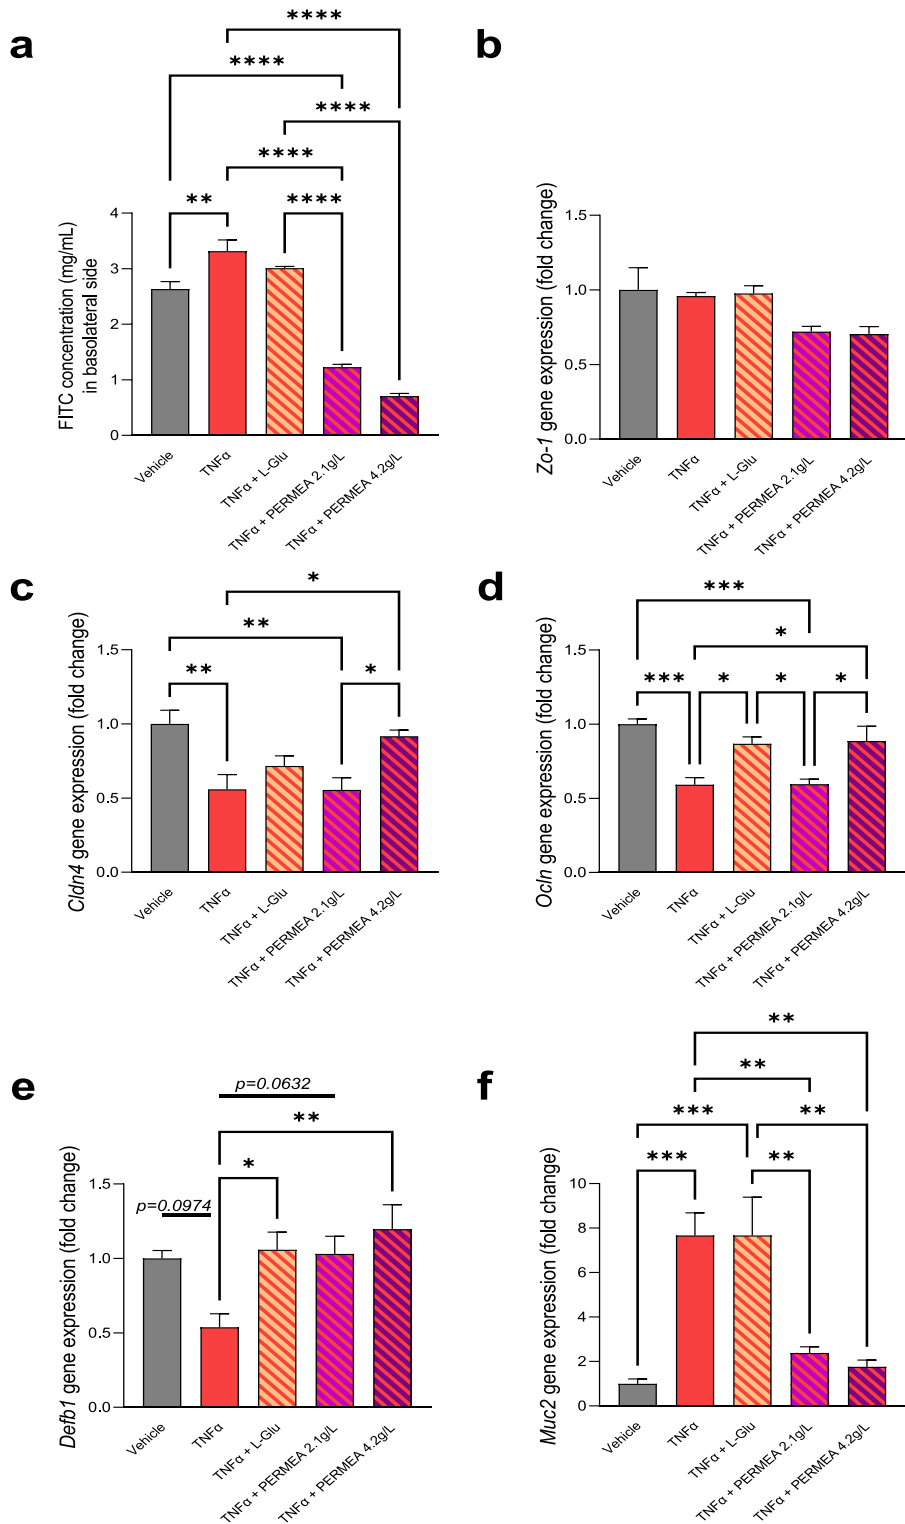 a
****
****
****
****
**
****
FITC concentration (mg/mL)
in basolateral side
4
3
2
1
0
Vehicle
TNFα
TNFα + L-Glu
TNFα + PERMEA 2.1g/L
TNFα + PERMEA 4.2g/L
b
Zo-1 gene expression (fold change)
1.5
1.0
0.5
0.0
Vehicle
TNFα
TNFα + L-Glu
TNFα + PERMEA 2.1g/L
TNFα + PERMEA 4.2g/L
c
*
**
**
*
Cldn4 gene expression (fold change)
1.5
1.0
0.5
0.0
Vehicle
TNFα
TNFα + L-Glu
TNFα + PERMEA 2.1g/L
TNFα + PERMEA 4.2g/L
d
***
*
***
*
*
*
Ocln gene expression (fold change)
1.5
1.0
0.5
0.0
Vehicle
TNFα
TNFα + L-Glu
TNFα + PERMEA 2.1g/L
TNFα + PERMEA 4.2g/L
e
p=0.0632
**
*
p=0.0974
Defb1 gene expression (fold change)
1.5
1.0
0.5
0.0
Vehicle
TNFα
TNFα + L-Glu
TNFα + PERMEA 2.1g/L
TNFα + PERMEA 4.2g/L
f
**
**
***
**
***
**
Muc2 gene expression (fold change)
10
8
6
4
2
0
Vehicle
TNFα
TNFα + L-Glu
TNFα + PERMEA 2.1g/L
TNFα + PERMEA 4.2g/L